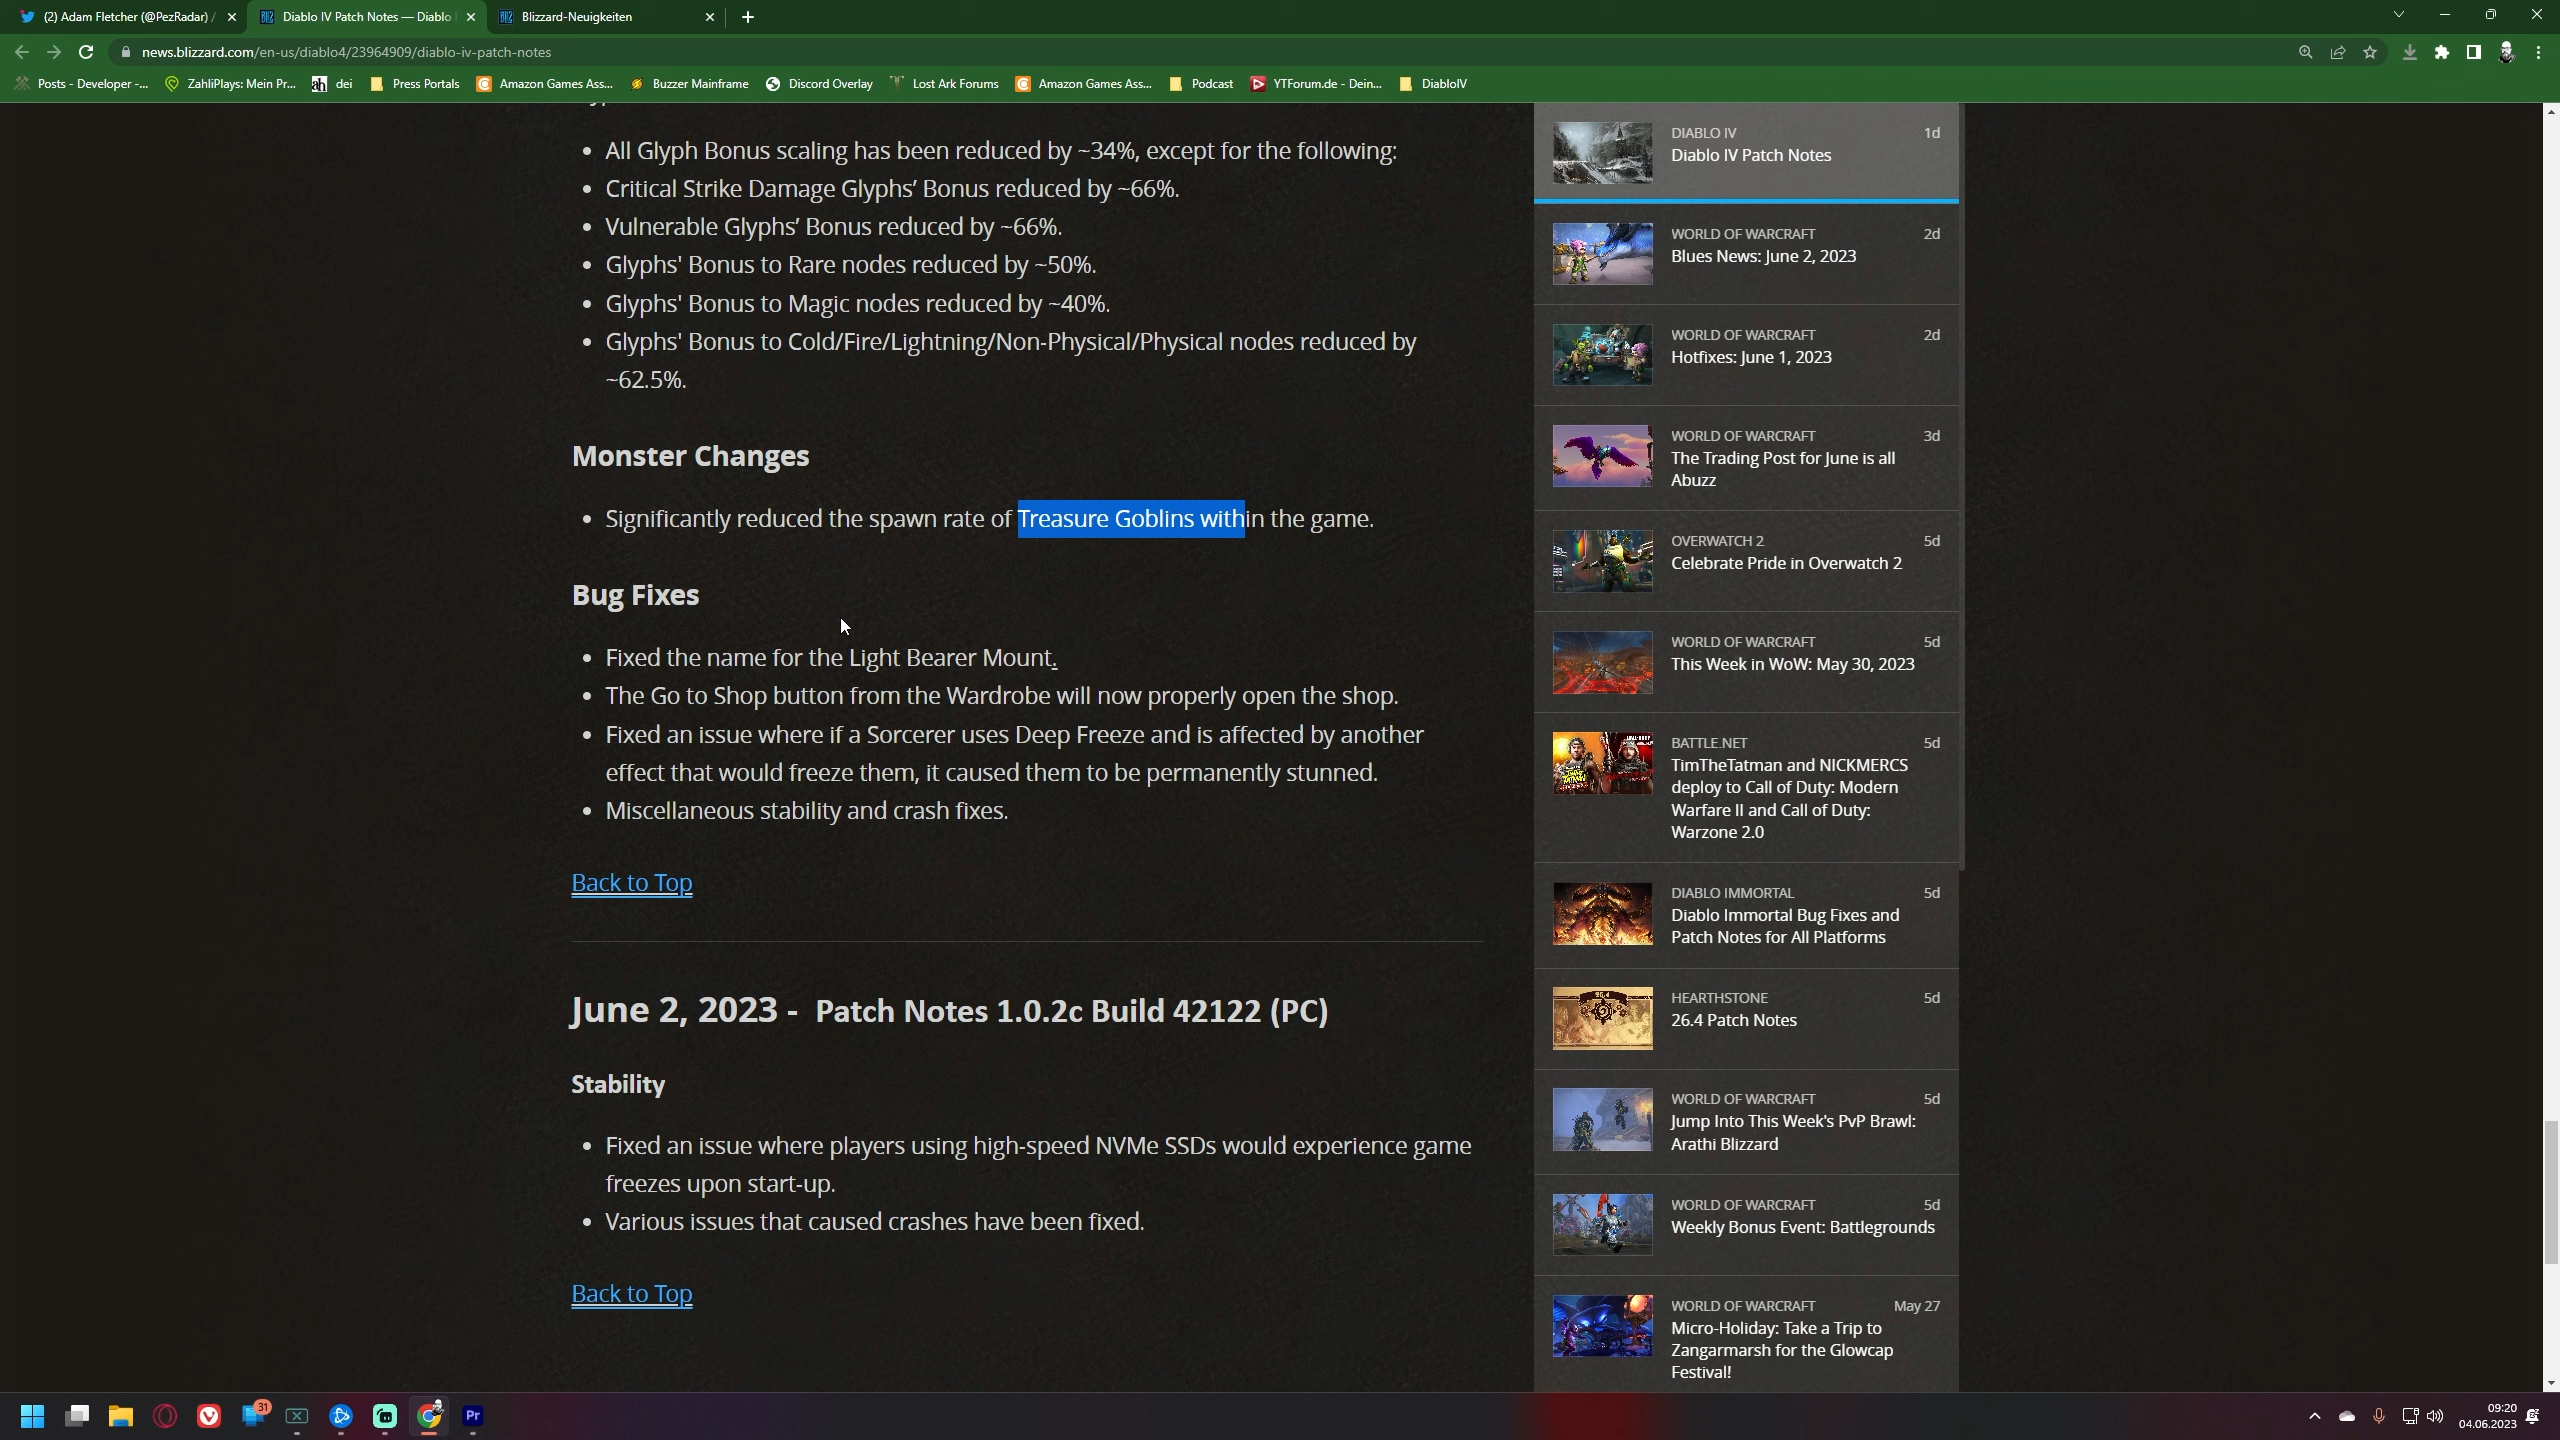 (2) Adam Fletcher (@PezRadar) /
Diablo IV Patch Notes — Diablo
Blizzard-Neuigkeiten
news.blizzard.com/en-us/diablo4/23964909/diablo-iv-patch-notes
Posts - Developer -...
ZahliPlays: Mein Pr...
ah dei
Press Portals
Amazon Games Ass...
Buzzer Mainframe
Discord Overlay
Lost Ark Forums
Amazon Games Ass...
Podcast
YTForum.de - Dein...
DiabloIV
• All Glyph Bonus scaling has been reduced by ~34%, except for the following:
• Critical Strike Damage Glyphs’ Bonus reduced by ~66%.
• Vulnerable Glyphs’ Bonus reduced by ~66%.
• Glyphs' Bonus to Rare nodes reduced by ~50%.
• Glyphs' Bonus to Magic nodes reduced by ~40%.
• Glyphs' Bonus to Cold/Fire/Lightning/Non-Physical/Physical nodes reduced by
~62.5%.
Monster Changes
• Significantly reduced the spawn rate of Treasure Goblins within the game.
Bug Fixes
• Fixed the name for the Light Bearer Mount.
• The Go to Shop button from the Wardrobe will now properly open the shop.
• Fixed an issue where if a Sorcerer uses Deep Freeze and is affected by another
effect that would freeze them, it caused them to be permanently stunned.
• Miscellaneous stability and crash fixes.
Back to Top
June 2, 2023 - Patch Notes 1.0.2c Build 42122 (PC)
Stability
• Fixed an issue where players using high-speed NVMe SSDs would experience game
freezes upon start-up.
• Various issues that caused crashes have been fixed.
Back to Top
DIABLO IV 1d
Diablo IV Patch Notes
WORLD OF WARCRAFT 2d
Blues News: June 2, 2023
WORLD OF WARCRAFT 2d
Hotfixes: June 1, 2023
WORLD OF WARCRAFT 3d
The Trading Post for June is all
Abuzz
OVERWATCH 2 5d
Celebrate Pride in Overwatch 2
WORLD OF WARCRAFT 5d
This Week in WoW: May 30, 2023
BATTLE.NET 5d
TimTheTatman and NICKMERCS
deploy to Call of Duty: Modern
Warfare II and Call of Duty:
Warzone 2.0
DIABLO IMMORTAL 5d
Diablo Immortal Bug Fixes and
Patch Notes for All Platforms
HEARTHSTONE 5d
26.4 Patch Notes
WORLD OF WARCRAFT 5d
Jump Into This Week's PvP Brawl:
Arathi Blizzard
WORLD OF WARCRAFT 5d
Weekly Bonus Event: Battlegrounds
WORLD OF WARCRAFT May 27
Micro-Holiday: Take a Trip to
Zangarmarsh for the Glowcap
Festival!
31
Pr
09:20
04.06.2023